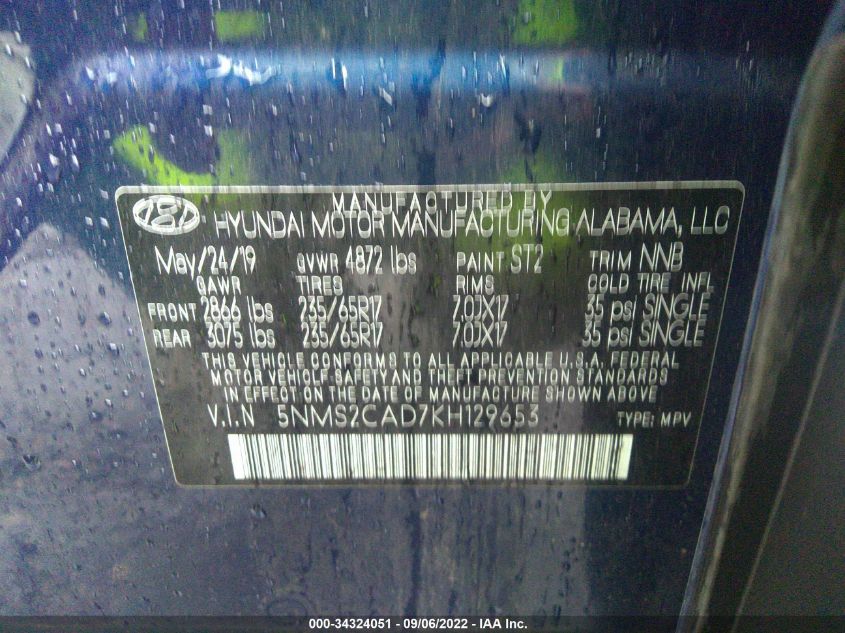 MANUFACTURED BY
HYUNDAI MOTOR MANUFACTURING ALABAMA, LLC
May/24/19 GVWR 4872 lbs PAINT ST2 TRIM NNB
GAWR TIRES RIMS COLD TIRE INFL
FRONT 2866 lbs 235/65R17 7.0JX17 35 psi SINGLE
REAR 3075 lbs 235/65R17 7.0JX17 35 psi SINGLE
THIS VEHICLE CONFORMS TO ALL APPLICABLE U.S.A. FEDERAL
MOTOR VEHICLE SAFETY AND THEFT PREVENTION STANDARDS
IN EFFECT ON THE DATE OF MANUFACTURE SHOWN ABOVE.
V.I.N 5NMS2CAD7KH129653 TYPE: MPV
000-34324051 - 09/06/2022 - IAA Inc.